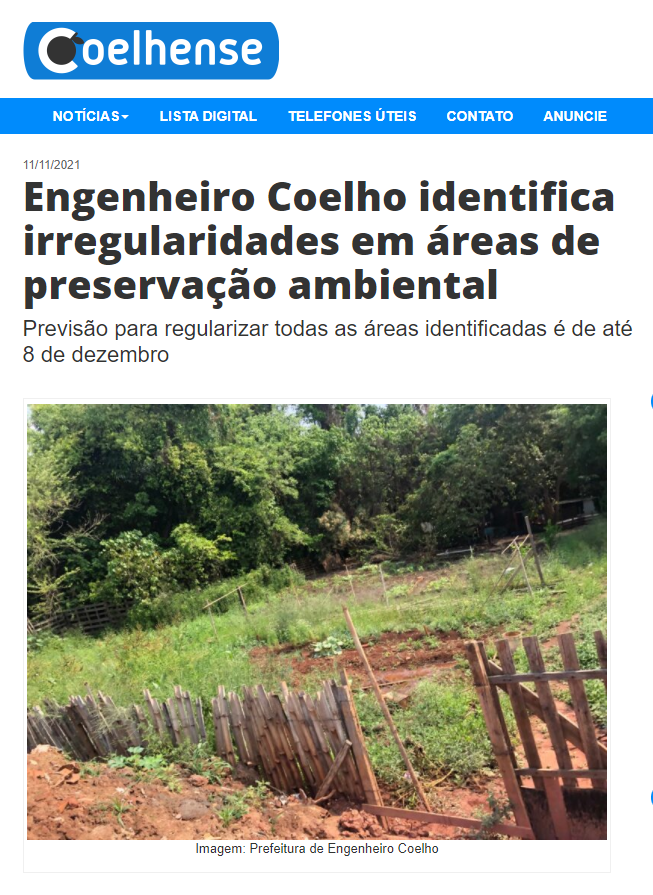 Coelhense
NOTÍCIAS LISTA DIGITAL TELEFONES ÚTEIS CONTATO ANUNCIE
11/11/2021
Engenheiro Coelho identifica
irregularidades em áreas de
preservação ambiental
Previsão para regularizar todas as áreas identificadas é de até
8 de dezembro
Imagem: Prefeitura de Engenheiro Coelho